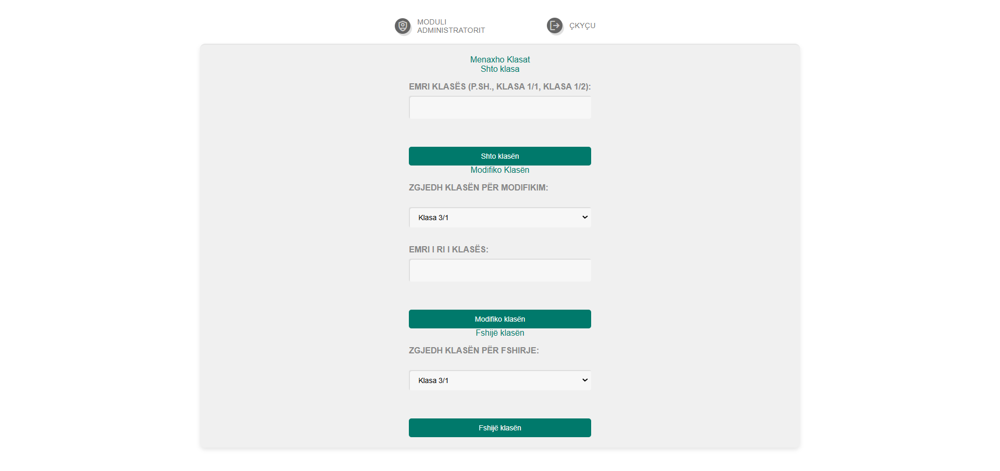 MODULI
ADMINISTRATORIT
ÇKYÇU
Menaxho Klasat
Shto klasa
EMRI KLASËS (P.SH., KLASA 1/1, KLASA 1/2):
Shto klasën
Modifiko Klasën
ZGJEDH KLASËN PËR MODIFIKIM:
Klasa 3/1
EMRI I RI I KLASËS:
Modifiko klasën
Fshijë klasën
ZGJEDH KLASËN PËR FSHIRJE:
Klasa 3/1
Fshijë klasën